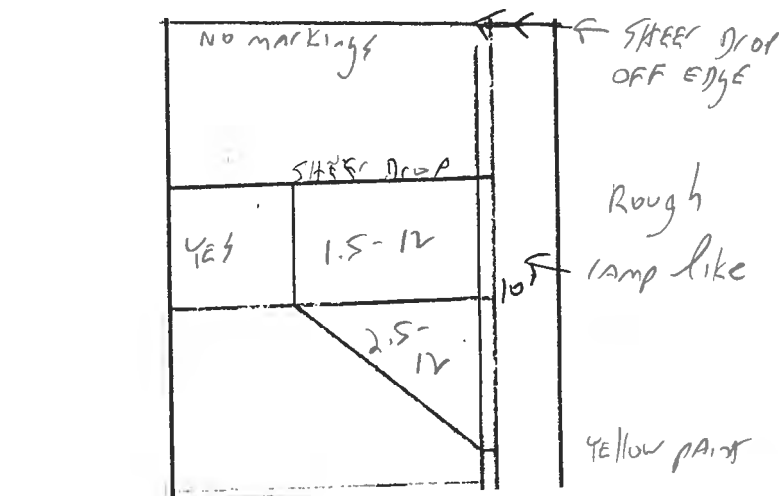 No markings
SHEER Drop
OFF EDGE
SHEER Drop
Rough
ramp like
YES
1.5-12
10"
2.5-
12
Yellow paint